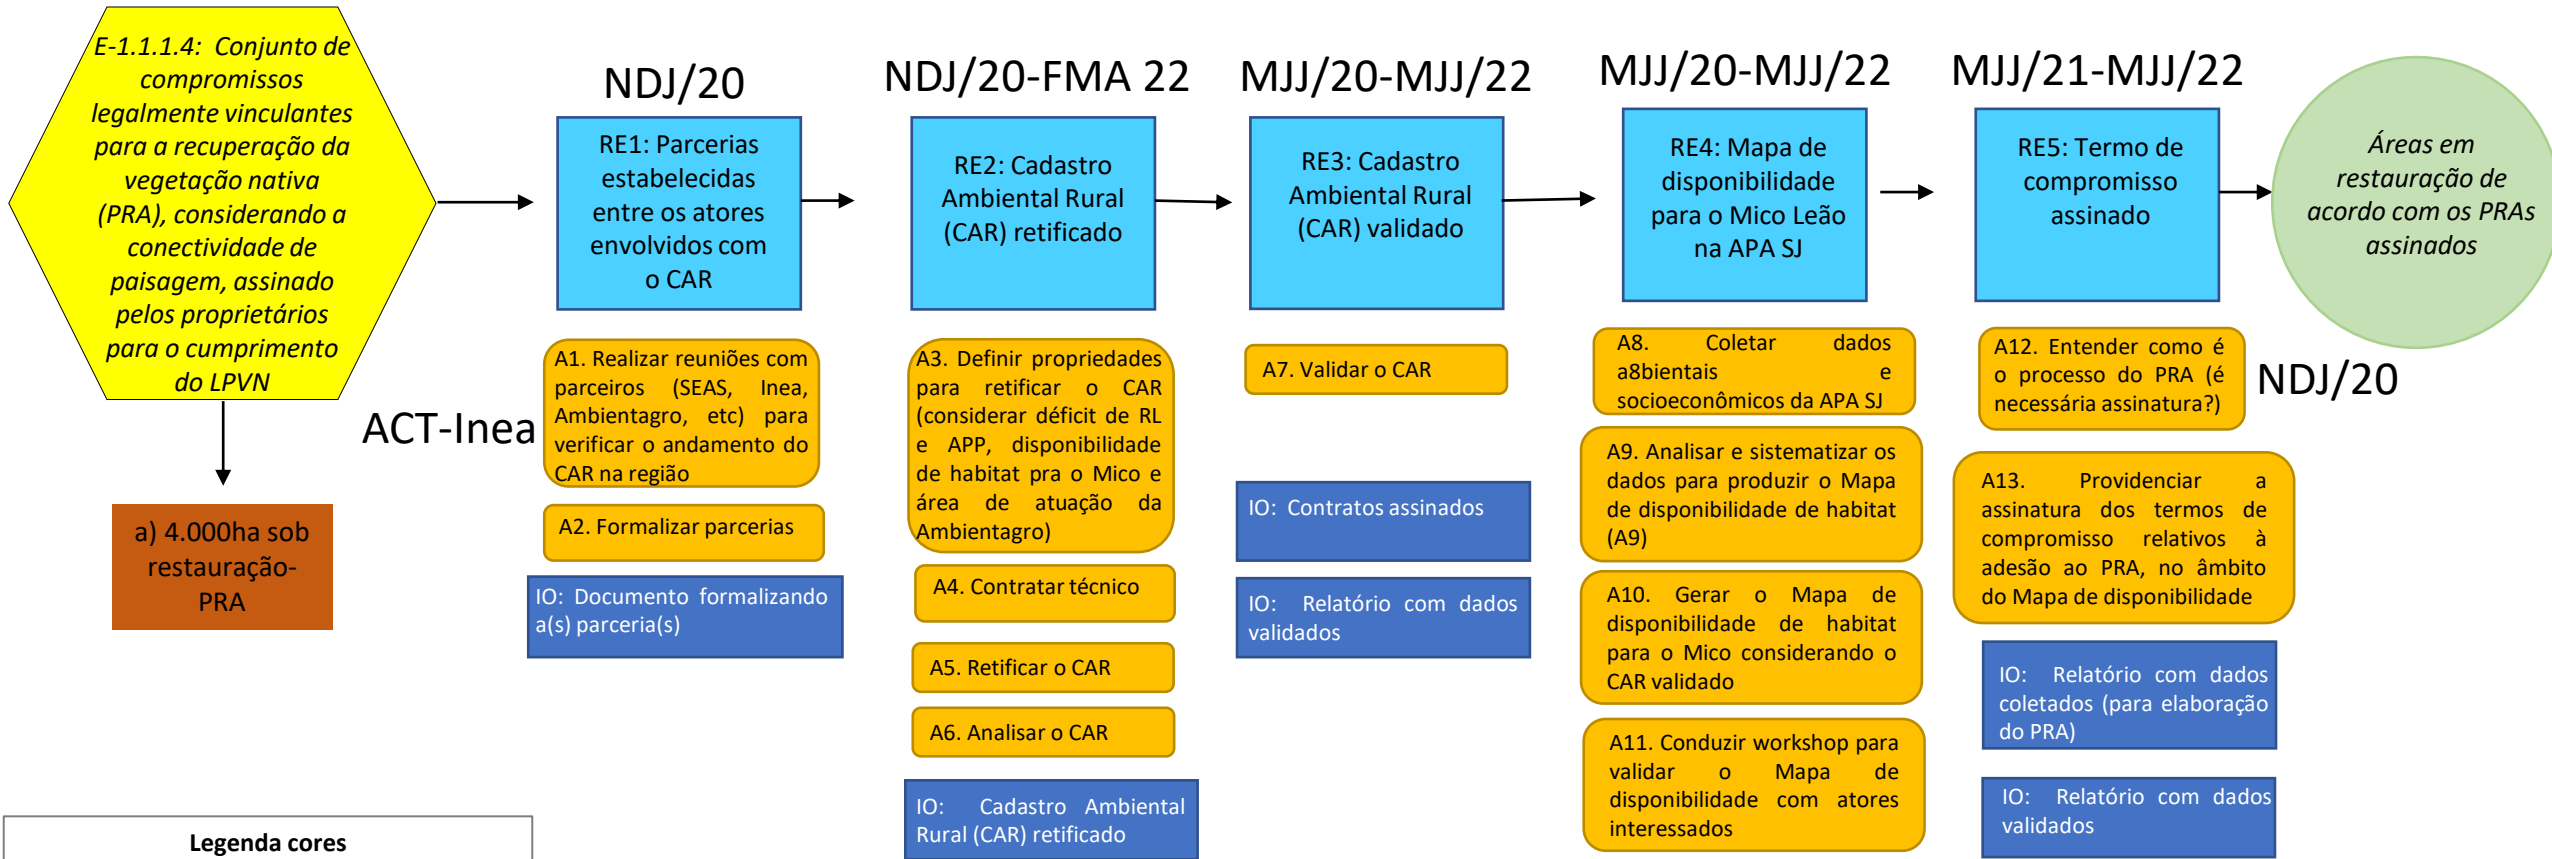 E-1.1.1.4: Conjunto de
compromissos
legalmente vinculantes
para a recuperação da
vegetação nativa
(PRA), considerando a
conectividade de
paisagem, assinado
pelos proprietários
para o cumprimento
do LPVN
a) 4.000ha sob
restauração-
PRA
Legenda cores
NDJ/20
RE1: Parcerias
estabelecidas
entre os atores
envolvidos com
o CAR
ACT-Inea
A1. Realizar reuniões com
parceiros (SEAS, Inea,
Ambientagro, etc) para
verificar o andamento do
CAR na região
A2. Formalizar parcerias
IO: Documento formalizando
a(s) parceria(s)
NDJ/20-FMA 22
RE2: Cadastro
Ambiental Rural
(CAR) retificado
A3. Definir propriedades
para retificar o CAR
(considerar déficit de RL
e APP, disponibilidade
de habitat pra o Mico e
área de atuação da
Ambientagro)
A4. Contratar técnico
A5. Retificar o CAR
A6. Analisar o CAR
IO: Cadastro Ambiental
Rural (CAR) retificado
MJJ/20-MJJ/22
RE3: Cadastro
Ambiental Rural
(CAR) validado
A7. Validar o CAR
IO: Contratos assinados
IO: Relatório com dados
validados
MJJ/20-MJJ/22
RE4: Mapa de
disponibilidade
para o Mico Leão
na APA SJ
A8. Coletar dados
a8bientais e
socioeconômicos da APA SJ
A9. Analisar e sistematizar os
dados para produzir o Mapa
de disponibilidade de habitat
(A9)
A10. Gerar o Mapa de
disponibilidade de habitat
para o Mico considerando o
CAR validado
A11. Conduzir workshop para
validar o Mapa de
disponibilidade com atores
interessados
MJJ/21-MJJ/22
RE5: Termo de
compromisso
assinado
A12. Entender como é
o processo do PRA (é
necessária assinatura?)
NDJ/20
A13. Providenciar a
assinatura dos termos de
compromisso relativos à
adesão ao PRA, no âmbito
do Mapa de disponibilidade
IO: Relatório com dados
coletados (para elaboração
do PRA)
IO: Relatório com dados
validados
Áreas em
restauração de
acordo com os PRAs
assinados